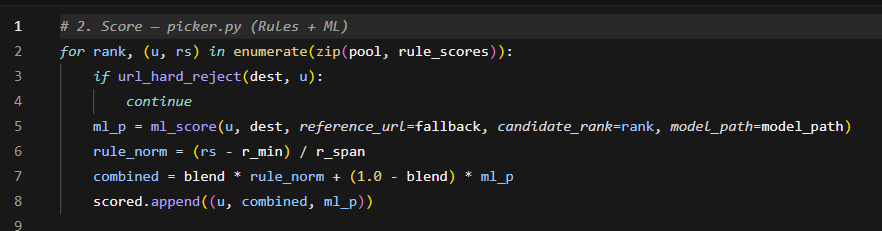 1 # 2. Score — picker.py (Rules + ML)
2 for rank, (u, rs) in enumerate(zip(pool, rule_scores)):
3     if url_hard_reject(dest, u):
4         continue
5     ml_p = ml_score(u, dest, reference_url=fallback, candidate_rank=rank, model_path=model_path)
6     rule_norm = (rs - r_min) / r_span
7     combined = blend * rule_norm + (1.0 - blend) * ml_p
8     scored.append((u, combined, ml_p))
9